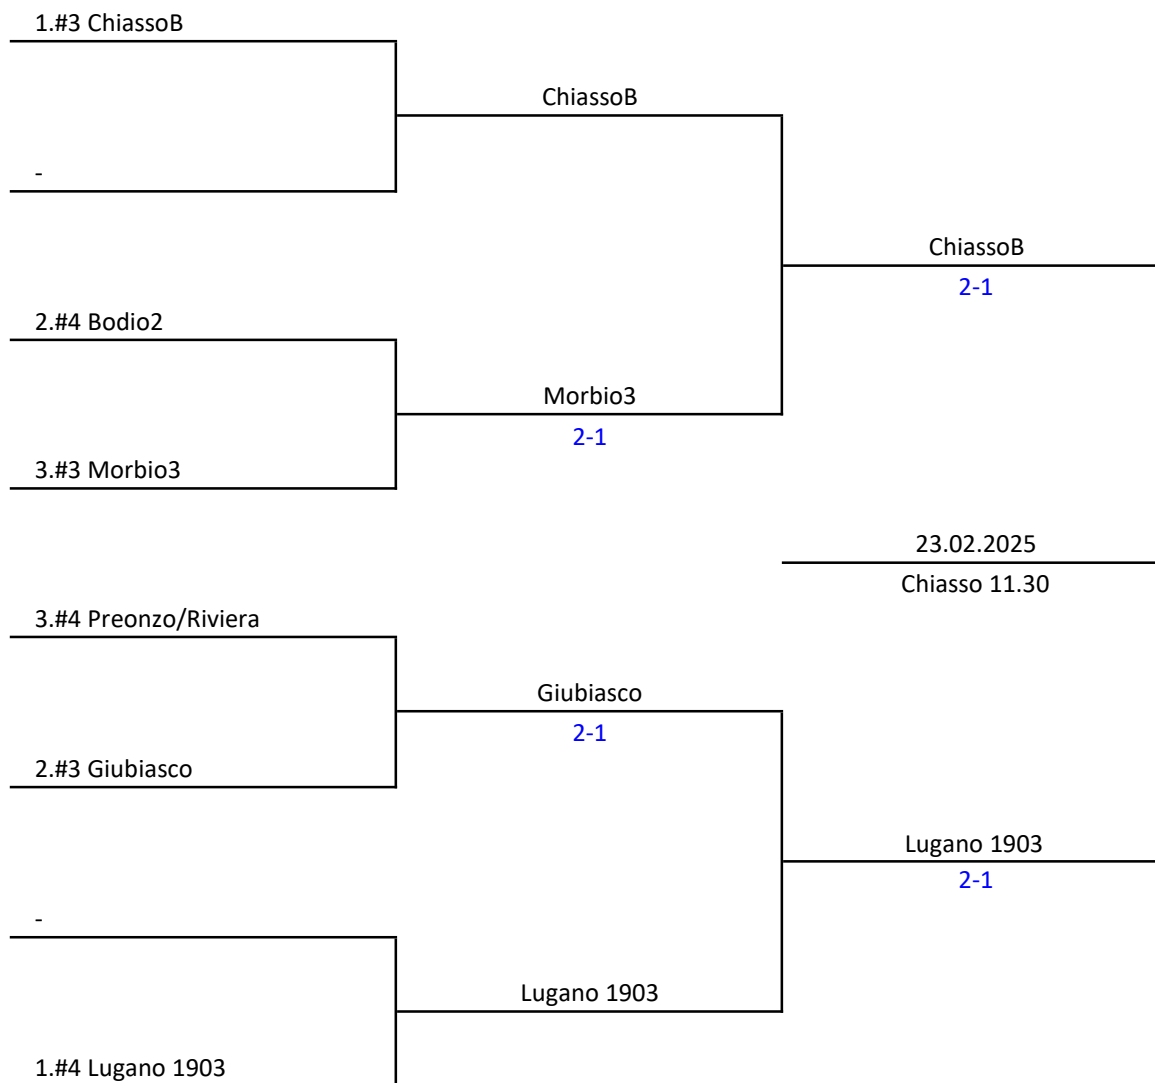 1.#3 ChiassoB
ChiassoB
-
ChiassoB
2-1
2.#4 Bodio2
Morbio3
2-1
3.#3 Morbio3
23.02.2025
Chiasso 11.30
3.#4 Preonzo/Riviera
Giubiasco
2-1
2.#3 Giubiasco
Lugano 1903
2-1
-
Lugano 1903
1.#4 Lugano 1903